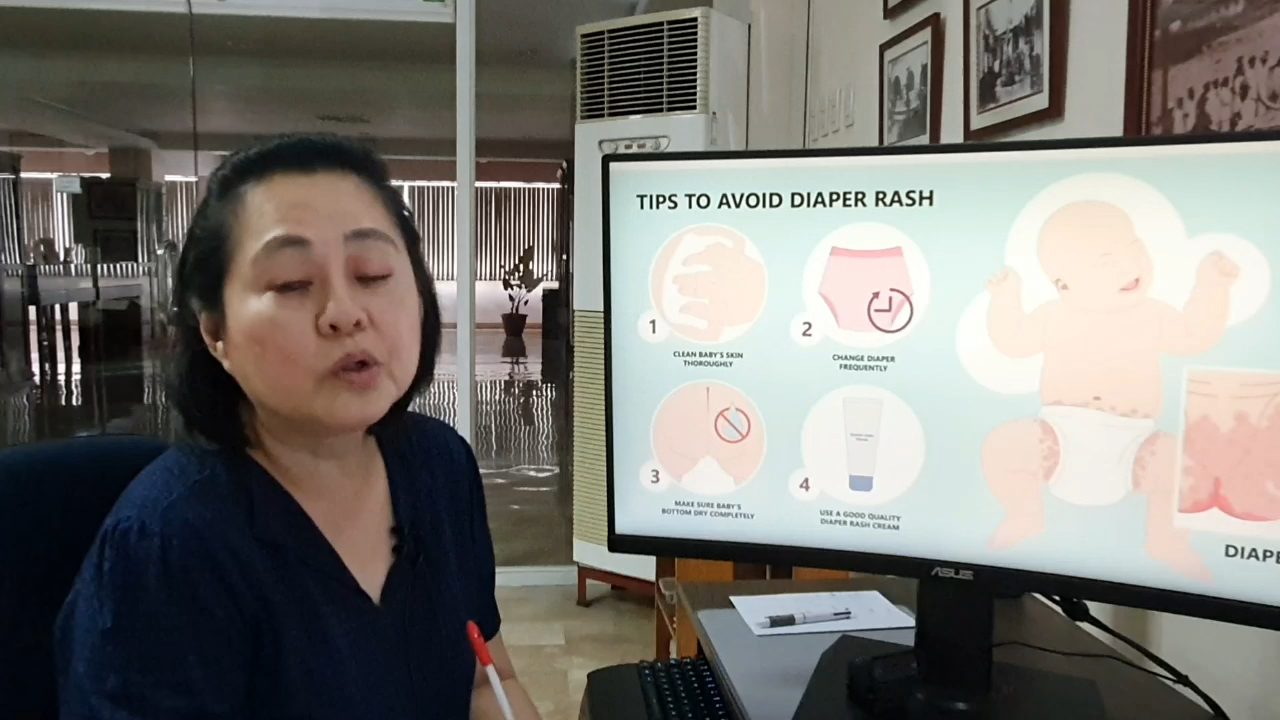 TIPS TO AVOID DIAPER RASH
1
CLEAN BABY'S SKIN
THOROUGHLY
2
CHANGE DIAPER
FREQUENTLY
3
MAKE SURE BABY'S
BOTTOM DRY COMPLETELY
4
USE A GOOD QUALITY
DIAPER RASH CREAM
DIAPE
ASUS